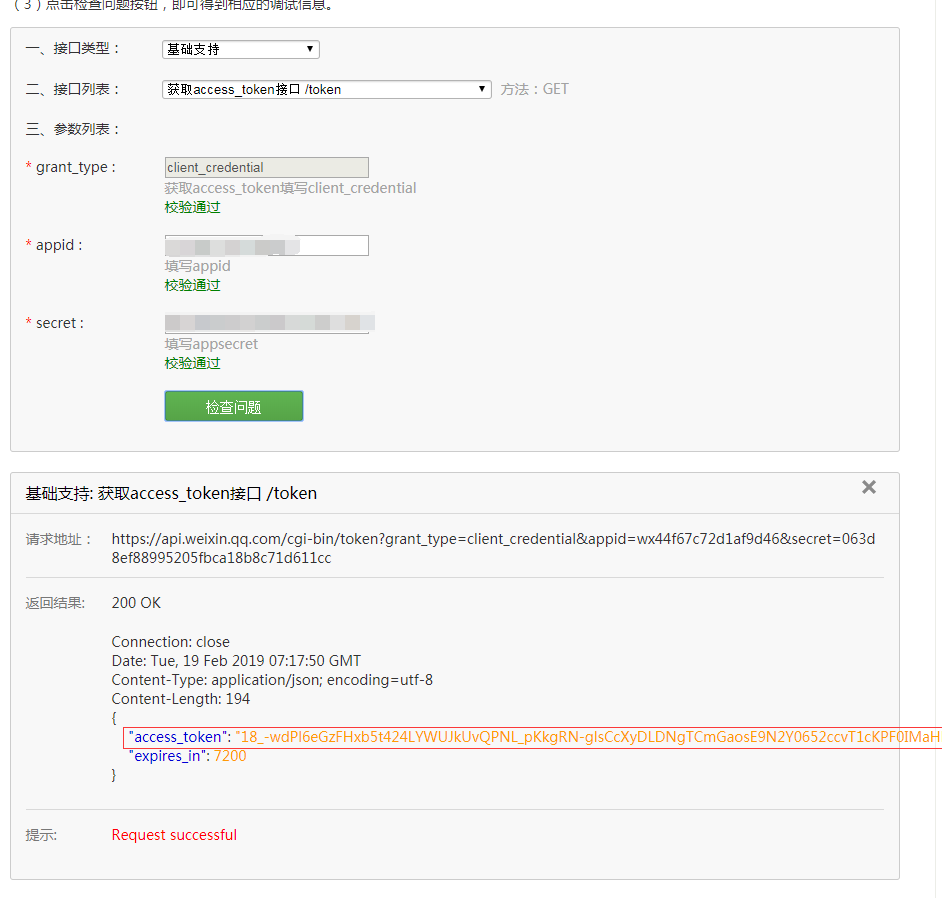 （3）点击检查问题按钮，即可得到相应的调试信息。
一、接口类型： 基础支持
二、接口列表： 获取access_token接口 /token 方法：GET
三、参数列表：
* grant_type : client_credential
获取access_token填写client_credential
校验通过
* appid :
填写appid
校验通过
* secret :
填写appsecret
校验通过
检查问题
基础支持: 获取access_token接口 /token
请求地址： https://api.weixin.qq.com/cgi-bin/token?grant_type=client_credential&appid=wx44f67c72d1af9d46&secret=063d
8ef88995205fbca18b8c71d611cc
返回结果: 200 OK
Connection: close
Date: Tue, 19 Feb 2019 07:17:50 GMT
Content-Type: application/json; encoding=utf-8
Content-Length: 194
{
"access_token": "18_-wdPl6eGzFHxb5t424LYWUJkUvQPNL_pKkgRN-glsCcXyDLDNgTCmGaosE9N2Y0652ccvT1cKPF0IMaH
"expires_in": 7200
}
提示: Request successful